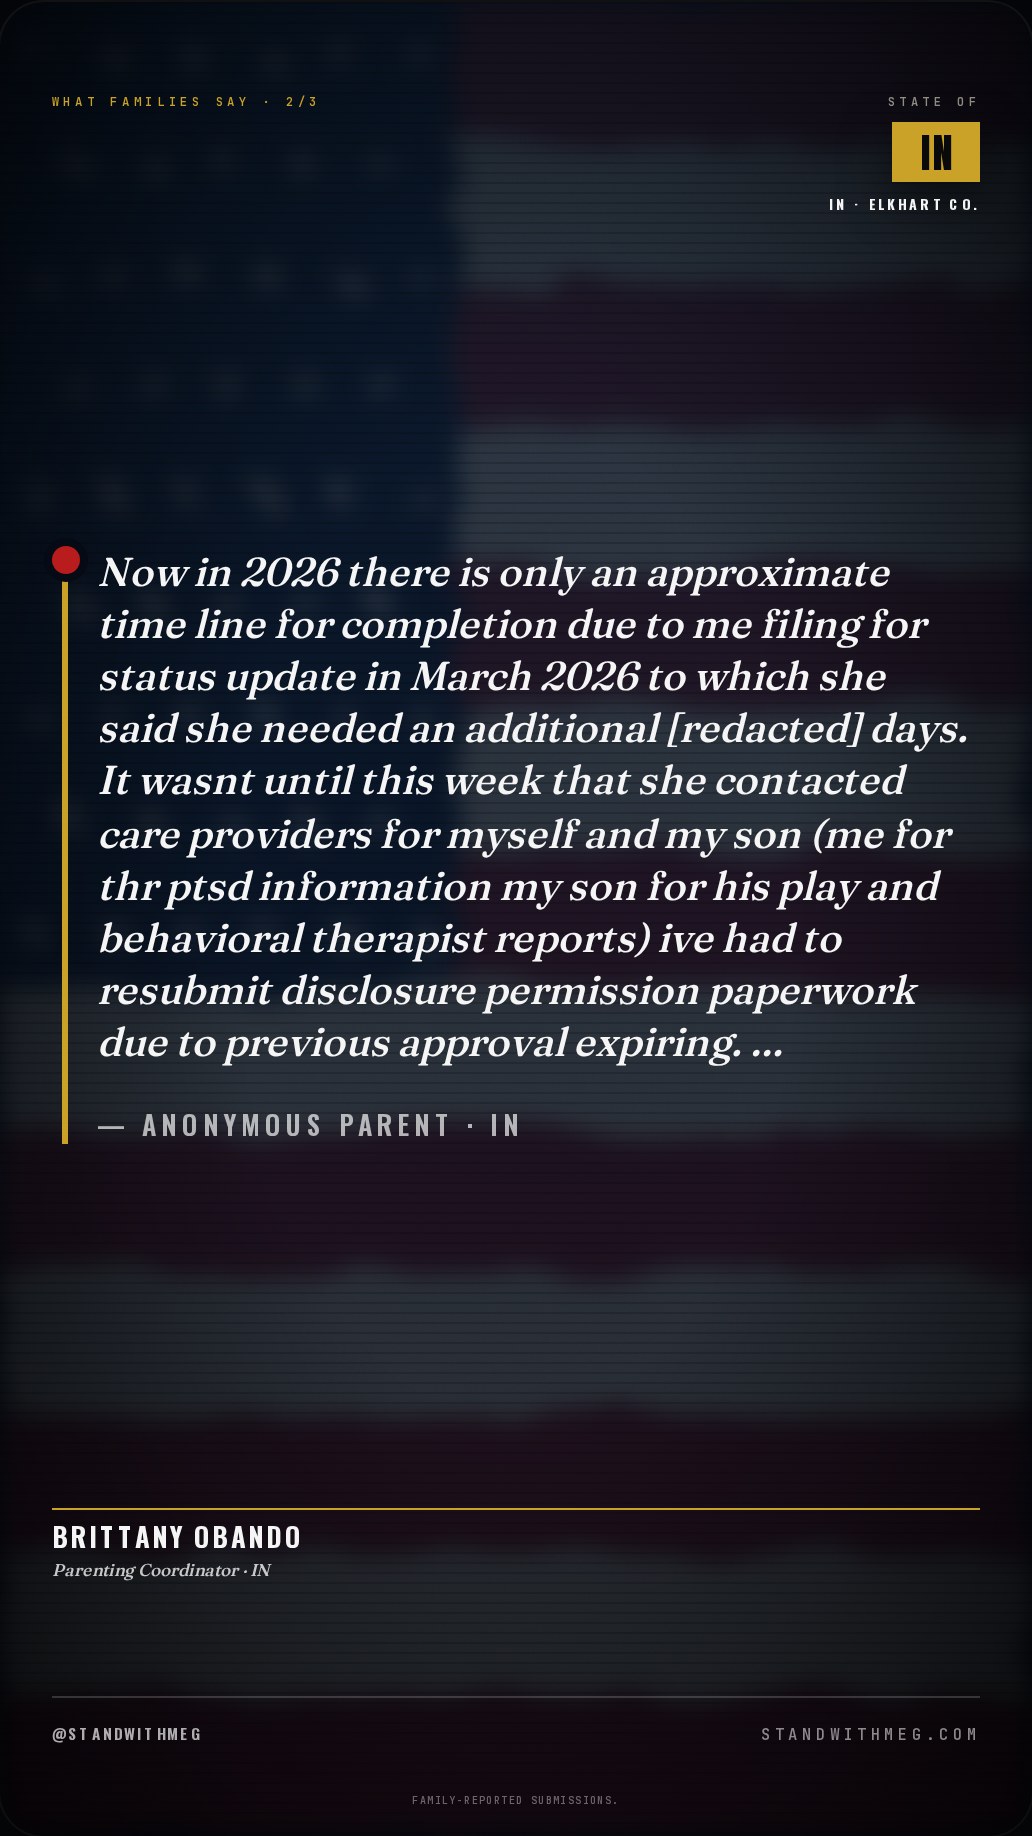 WHAT FAMILIES SAY · 2/3
STATE OF
IN
IN · ELKHART CO.
Now in 2026 there is only an approximate
time line for completion due to me filing for
status update in March 2026 to which she
said she needed an additional [redacted] days.
It wasnt until this week that she contacted
care providers for myself and my son (me for
thr ptsd information my son for his play and
behavioral therapist reports) ive had to
resubmit disclosure permission paperwork
due to previous approval expiring. ...
— ANONYMOUS PARENT · IN
BRITTANY OBANDO
Parenting Coordinator · IN
@STANDWITHMEG
STANDWITHMEG.COM
FAMILY-REPORTED SUBMISSIONS.